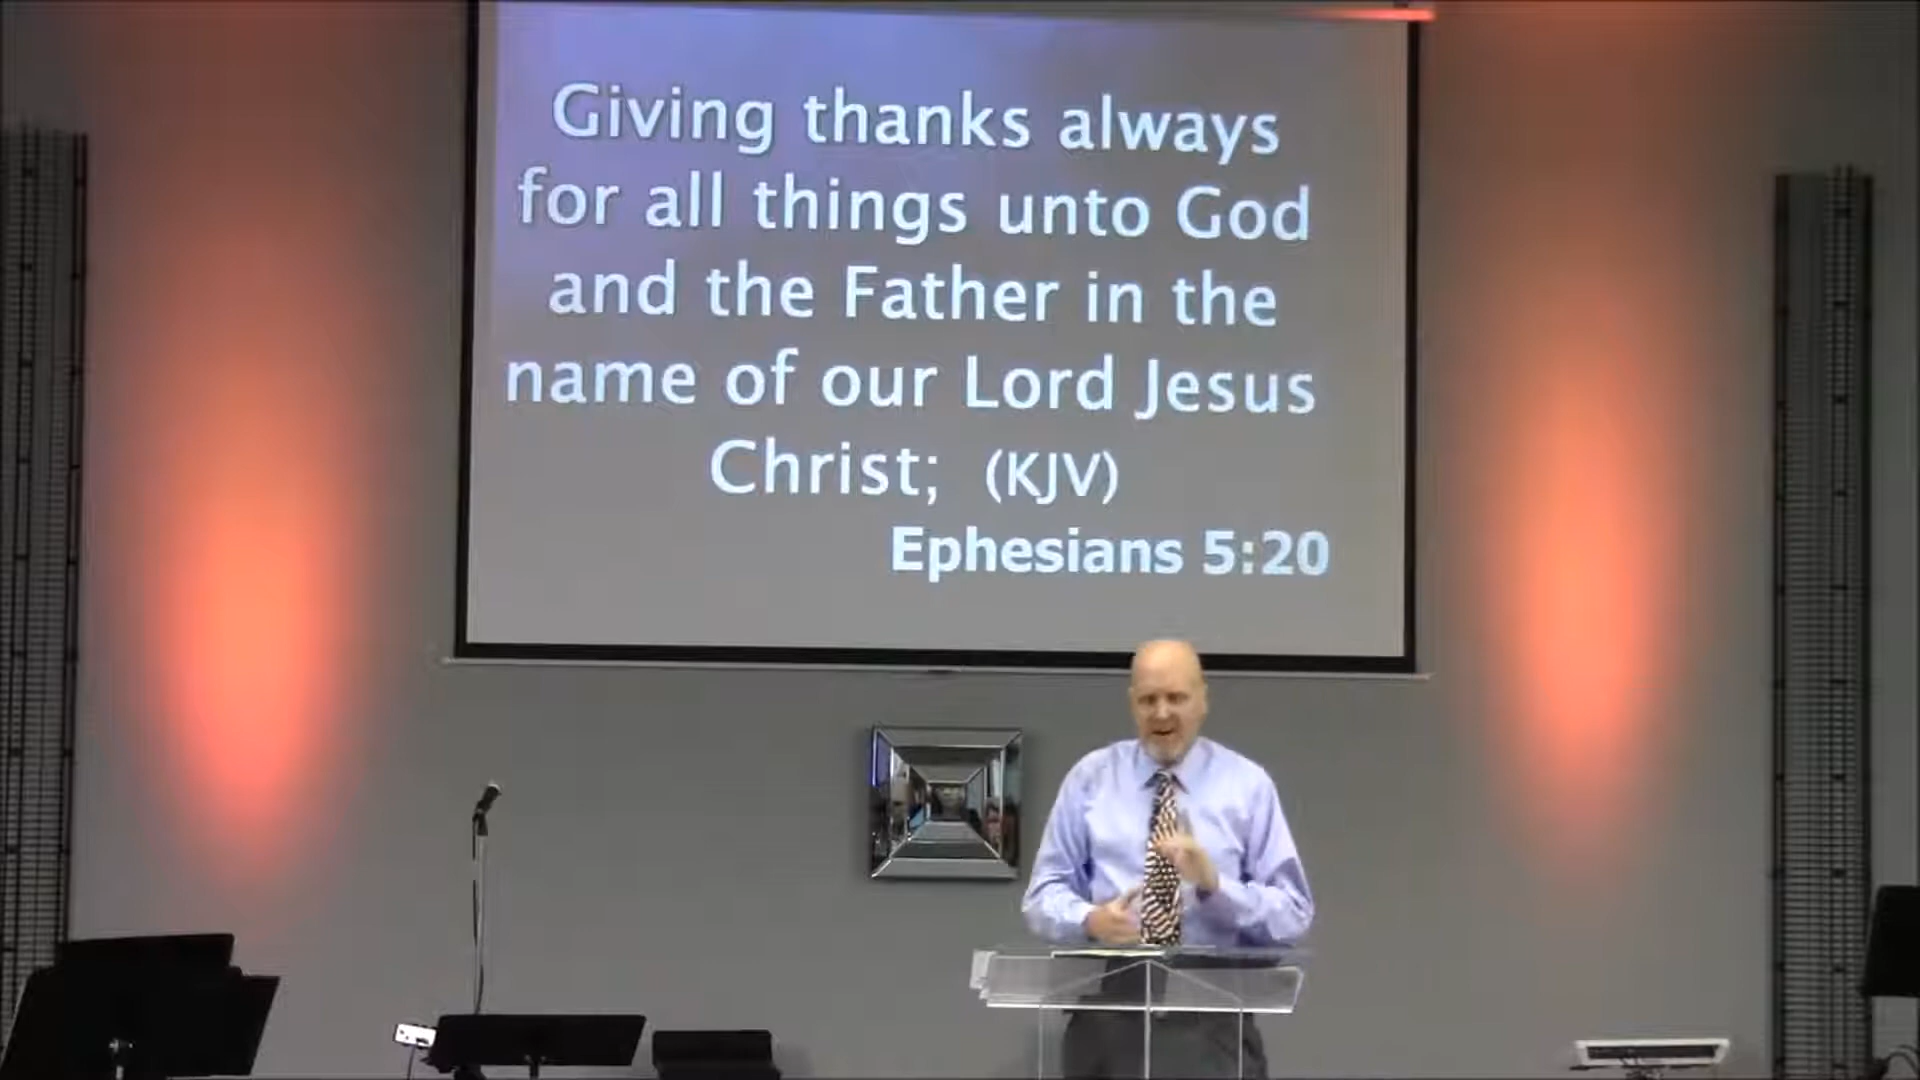 Giving thanks always
for all things unto God
and the Father in the
name of our Lord Jesus
Christ; (KJV)
Ephesians 5:20